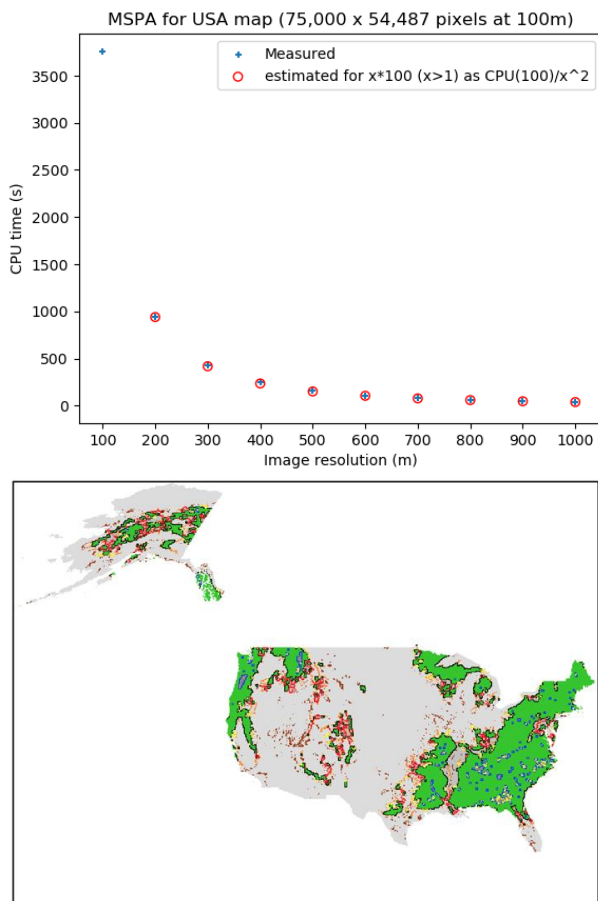 MSPA for USA map (75,000 x 54,487 pixels at 100m)
Measured
estimated for x*100 (x>1) as CPU(100)/x^2
CPU time (s)
3500
3000
2500
2000
1500
1000
500
0
100 200 300 400 500 600 700 800 900 1000
Image resolution (m)